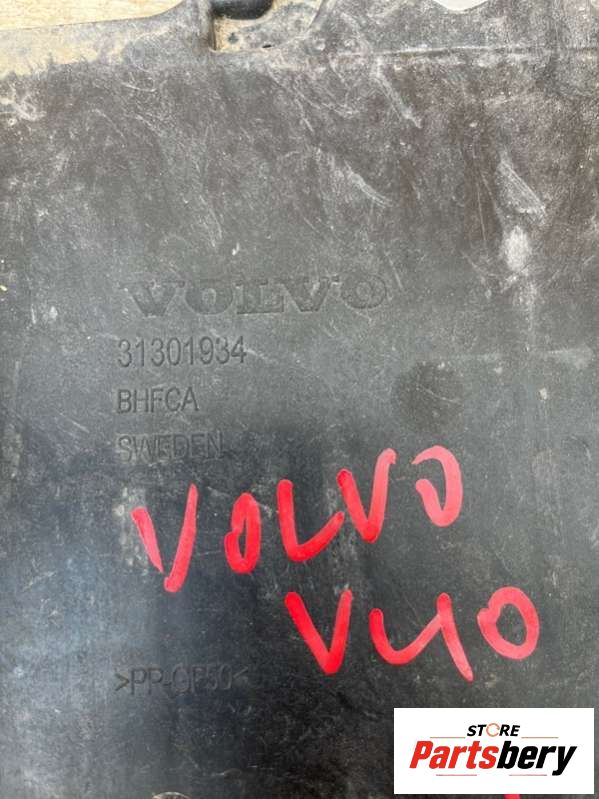 VOLVO
31301934
BHFCA
SWEDEN
VOLVO
V40
>PP-GF30<
STORE
Partsbery